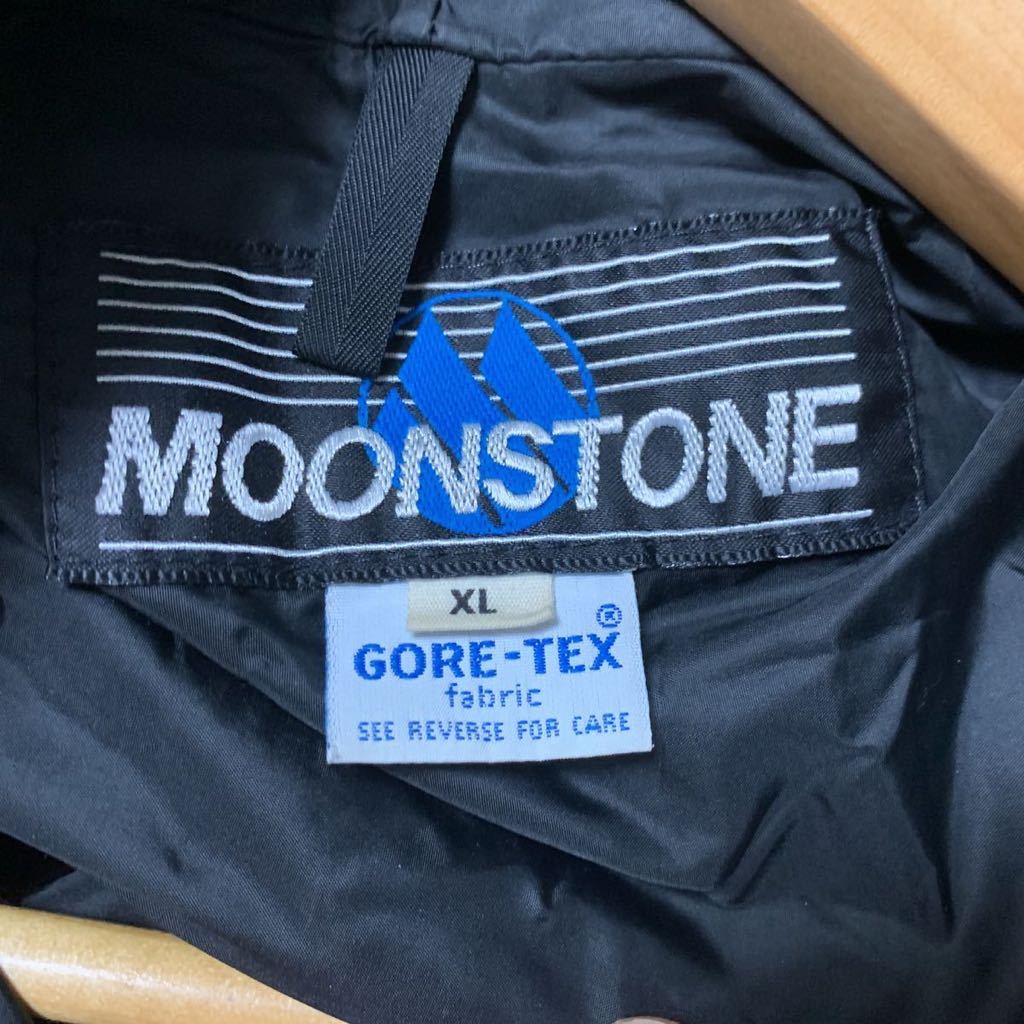 MOONSTONE
XL
GORE-TEX®
fabric
SEE REVERSE FOR CARE